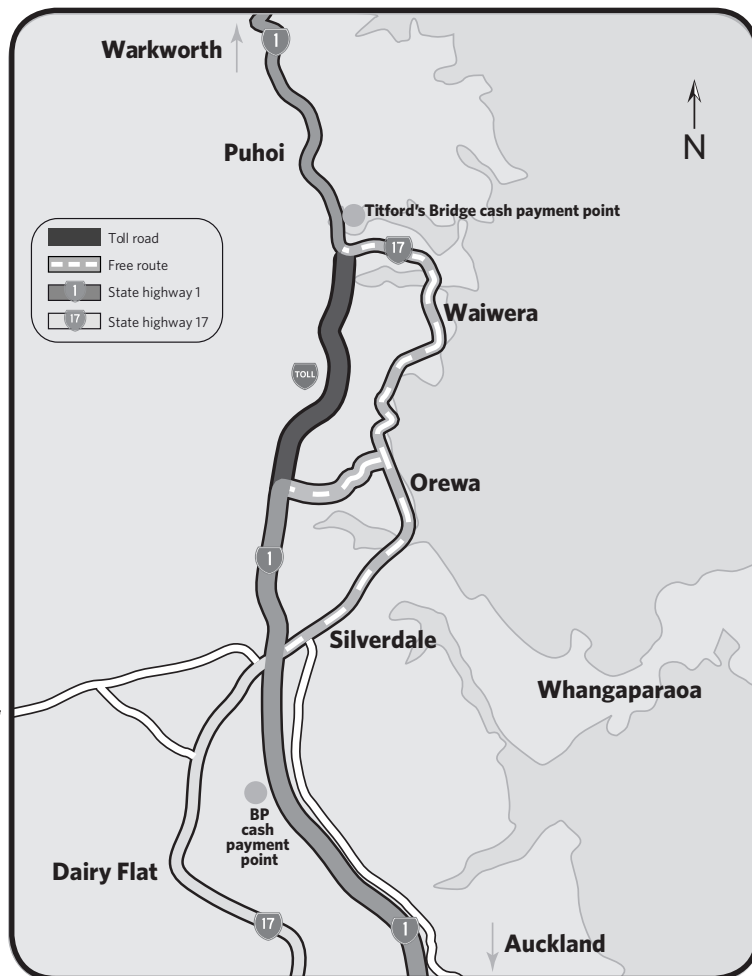 1
Warkworth
N
Puhoi
Titford's Bridge cash payment point
17
Toll road
Free route
1
State highway 1
17
State highway 17
Waiwera
TOLL
Orewa
1
Silverdale
Whangaparaoa
BP
cash
payment
point
Dairy Flat
17
1
Auckland